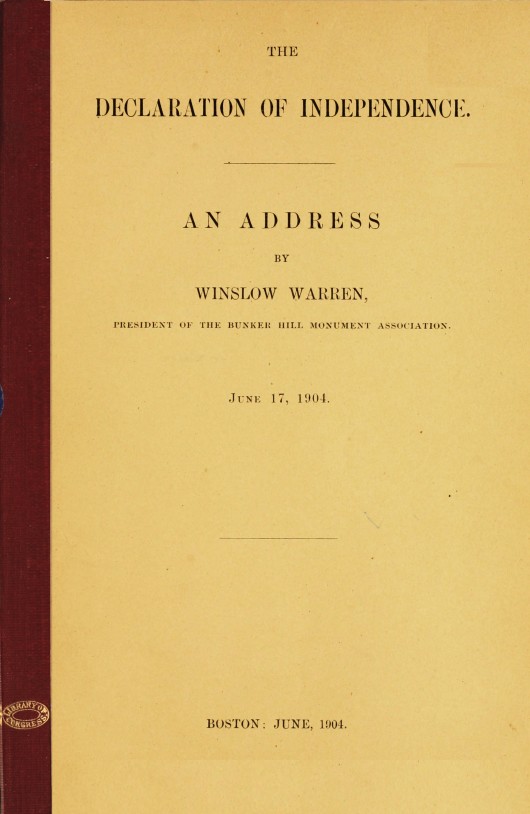 THE
DECLARATION OF INDEPENDENCE.
AN ADDRESS
BY
WINSLOW WARREN,
PRESIDENT OF THE BUNKER HILL MONUMENT ASSOCIATION.
JUNE 17, 1904.
LIBRARY OF
CONGRESS
BOSTON: JUNE, 1904.